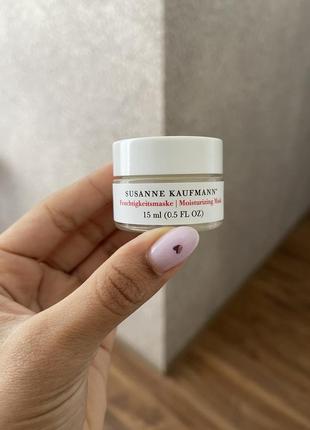 SUSANNE KAUFMANN®
Feuchtigkeitsmaske | Moisturizing Mask
15 ml (0.5 FL OZ)